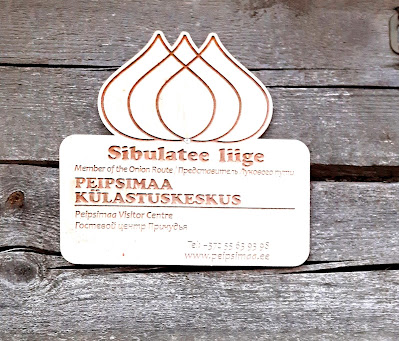 Sibulatee liige
Member of the Onion Route / Представитель Лукового пути
PEIPSIMAA
KÜLASTUSKESKUS
Peipsimaa Visitor Centre
Гостевой центр Причудья
Tel: +372 55 63 93 98
www.peipsimaa.ee